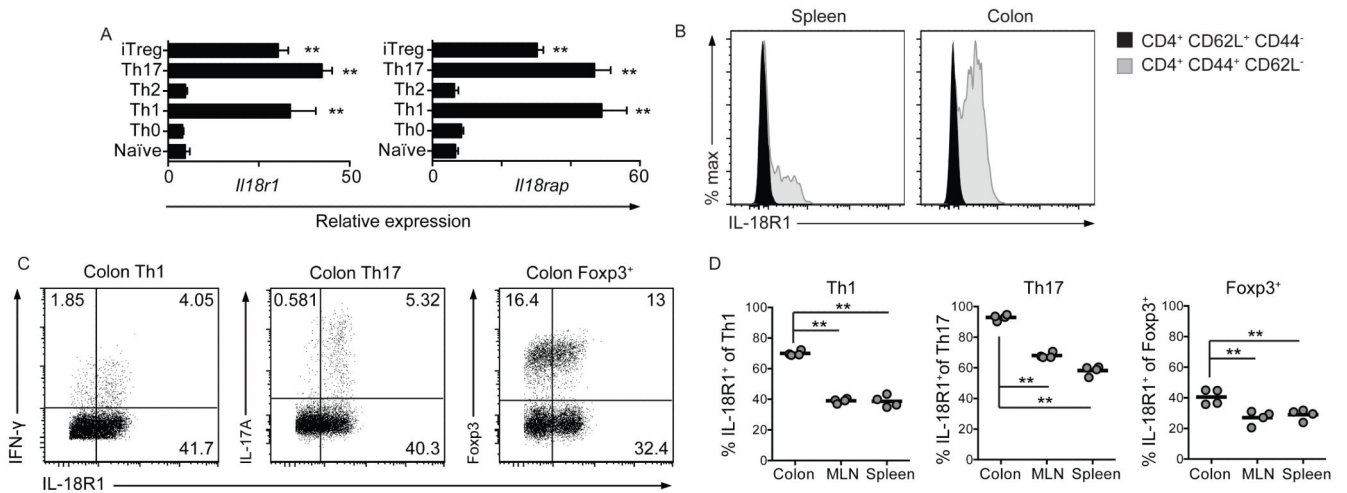 A
iTreg
Th17
Th2
Th1
Th0
Naïve
**
**
**
0
50
Il18r1
iTreg
Th17
Th2
Th1
Th0
Naïve
**
**
**
0
60
Il18rap
Relative expression
B
Spleen
Colon
% max
IL-18R1
CD4+ CD62L+ CD44-
CD4+ CD44+ CD62L-
C
Colon Th1
1.85
4.05
41.7
IFN-γ
Colon Th17
0.581
5.32
40.3
IL-17A
Colon Foxp3+
16.4
13
32.4
Foxp3
IL-18R1
D
Th1
% IL-18R1+ of Th1
100
80
60
40
20
0
**
**
Colon
MLN
Spleen
Th17
% IL-18R1+ of Th17
100
80
60
40
20
0
**
**
Colon
MLN
Spleen
Foxp3+
% IL-18R1+ of Foxp3+
100
80
60
40
20
0
**
**
Colon
MLN
Spleen